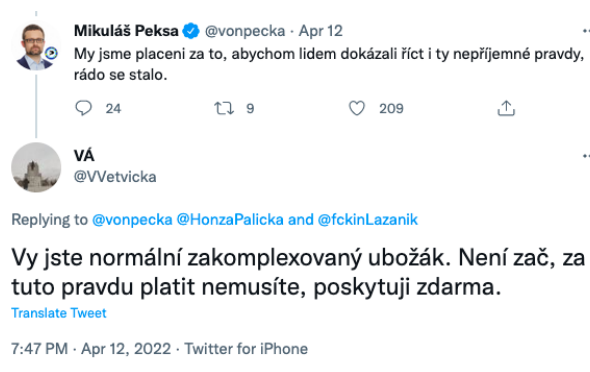 Mikuláš Peksa @vonpecka · Apr 12
My jsme placeni za to, abychom lidem dokázali říct i ty nepříjemné pravdy,
rádo se stalo.
24 9 209
VÁ
@VVetvicka
Replying to @vonpecka @HonzaPalicka and @fckinLazanik
Vy jste normální zakomplexovaný ubožák. Není zač, za
tuto pravdu platit nemusíte, poskytuji zdarma.
Translate Tweet
7:47 PM · Apr 12, 2022 · Twitter for iPhone